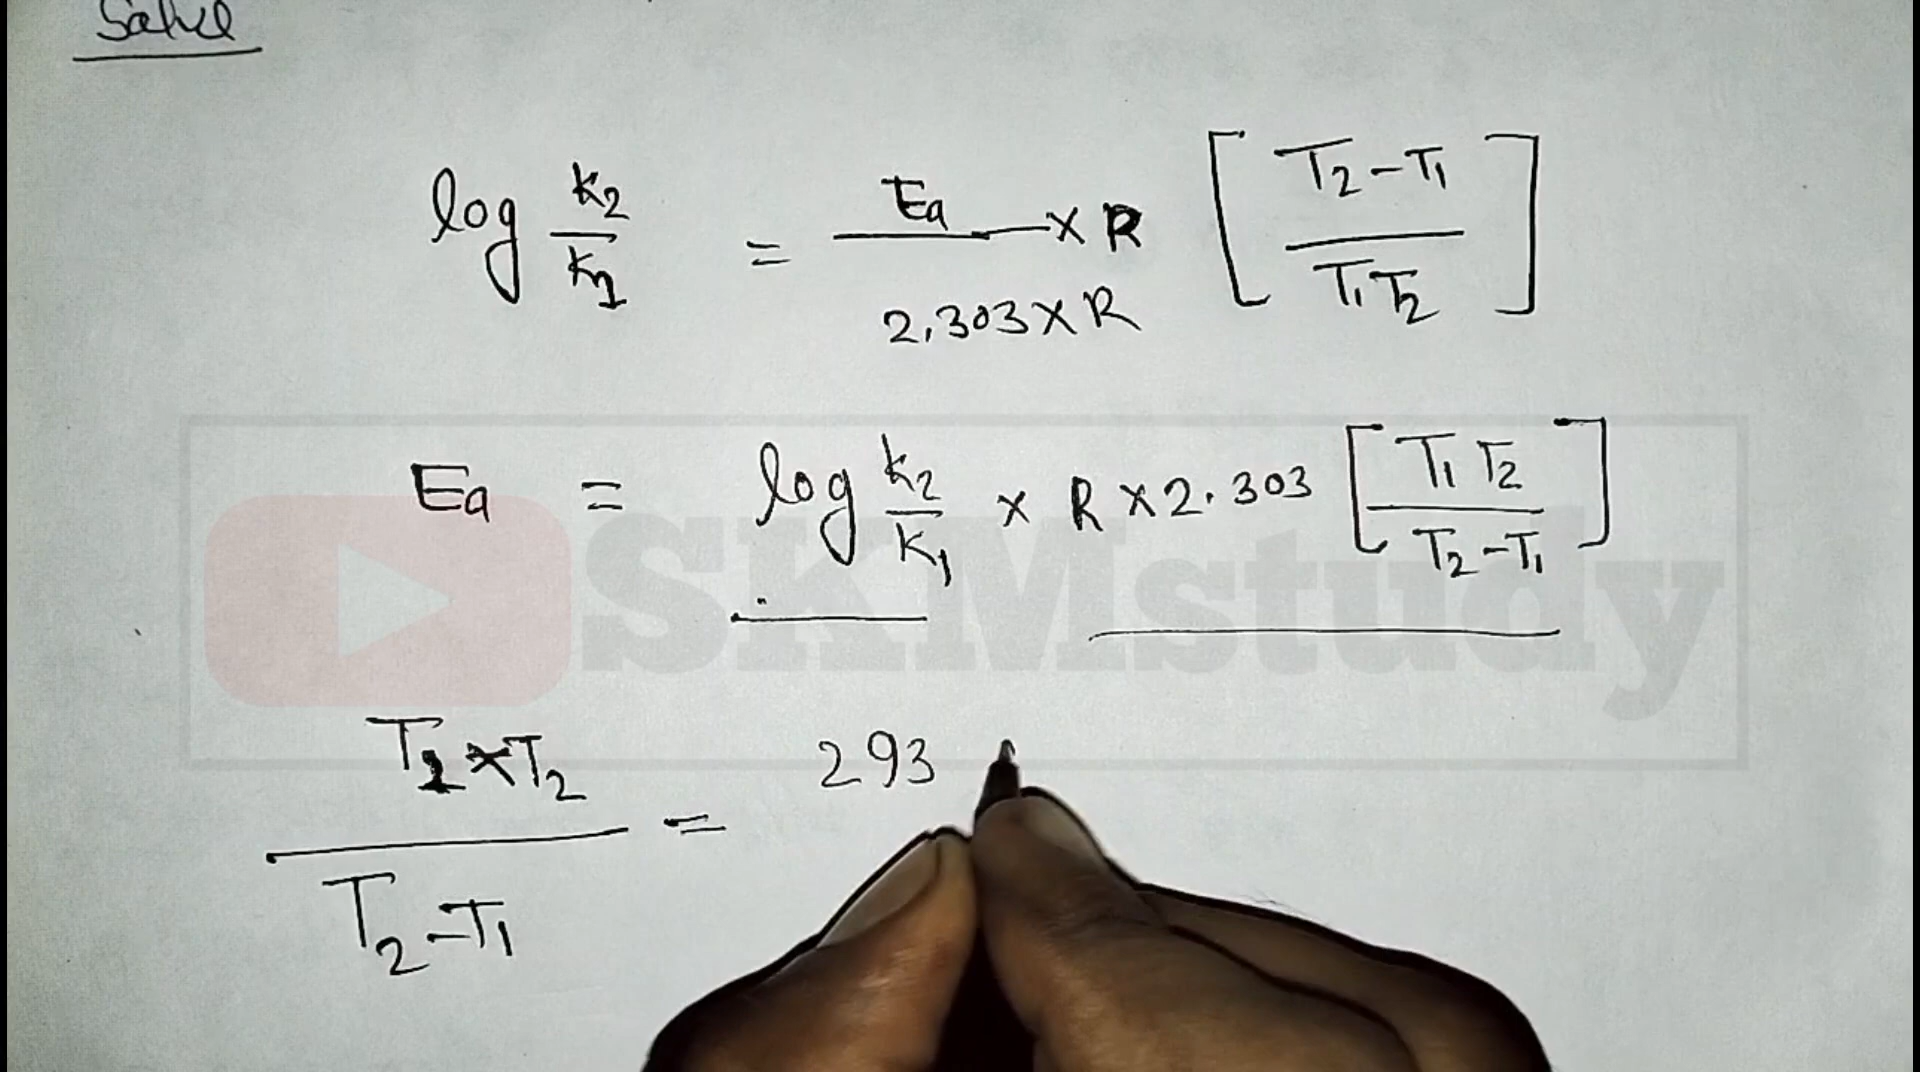 Solve
log k2/k1 = Ea/2.303×R × R [T2-T1/T1T2]
Ea = log k2/k1 × R×2.303 [T1T2/T2-T1]
SKMstudy
T1×T2/T2-T1 = 293